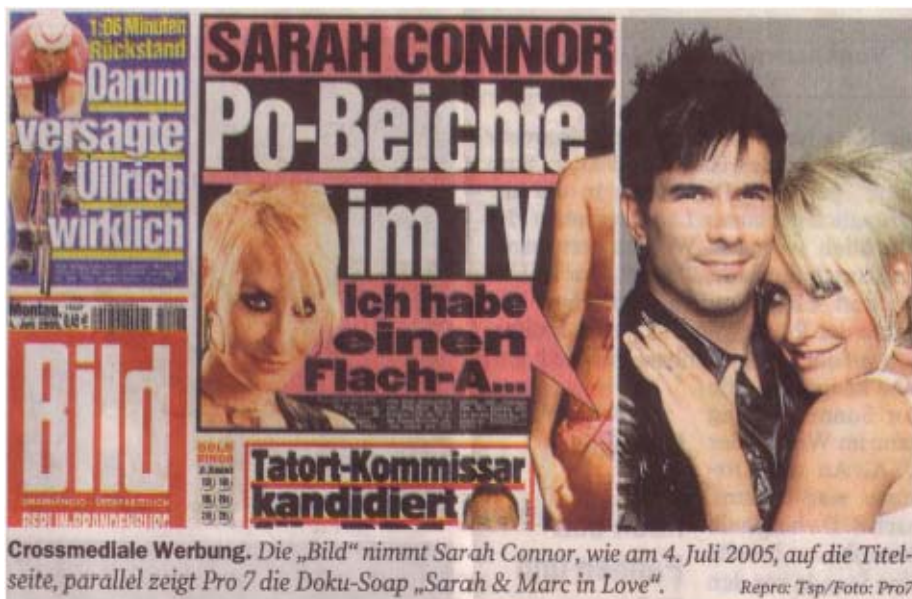 1:06 Minuten
Rückstand
Darum
versagte
Ullrich
wirklich
Montag,
Bild
UNABHÄNGIG · ÜBERPARTEILICH
BERLIN-BRANDENBURG
SARAH CONNOR
Po-Beichte
im TV
Ich habe
einen
Flach-A...
Tatort-Kommissar
kandidiert
Crossmediale Werbung. Die „Bild“ nimmt Sarah Connor, wie am 4. Juli 2005, auf die Titel-
seite, parallel zeigt Pro 7 die Doku-Soap „Sarah & Marc in Love“.
Repro: Tsp/Foto: Pro7